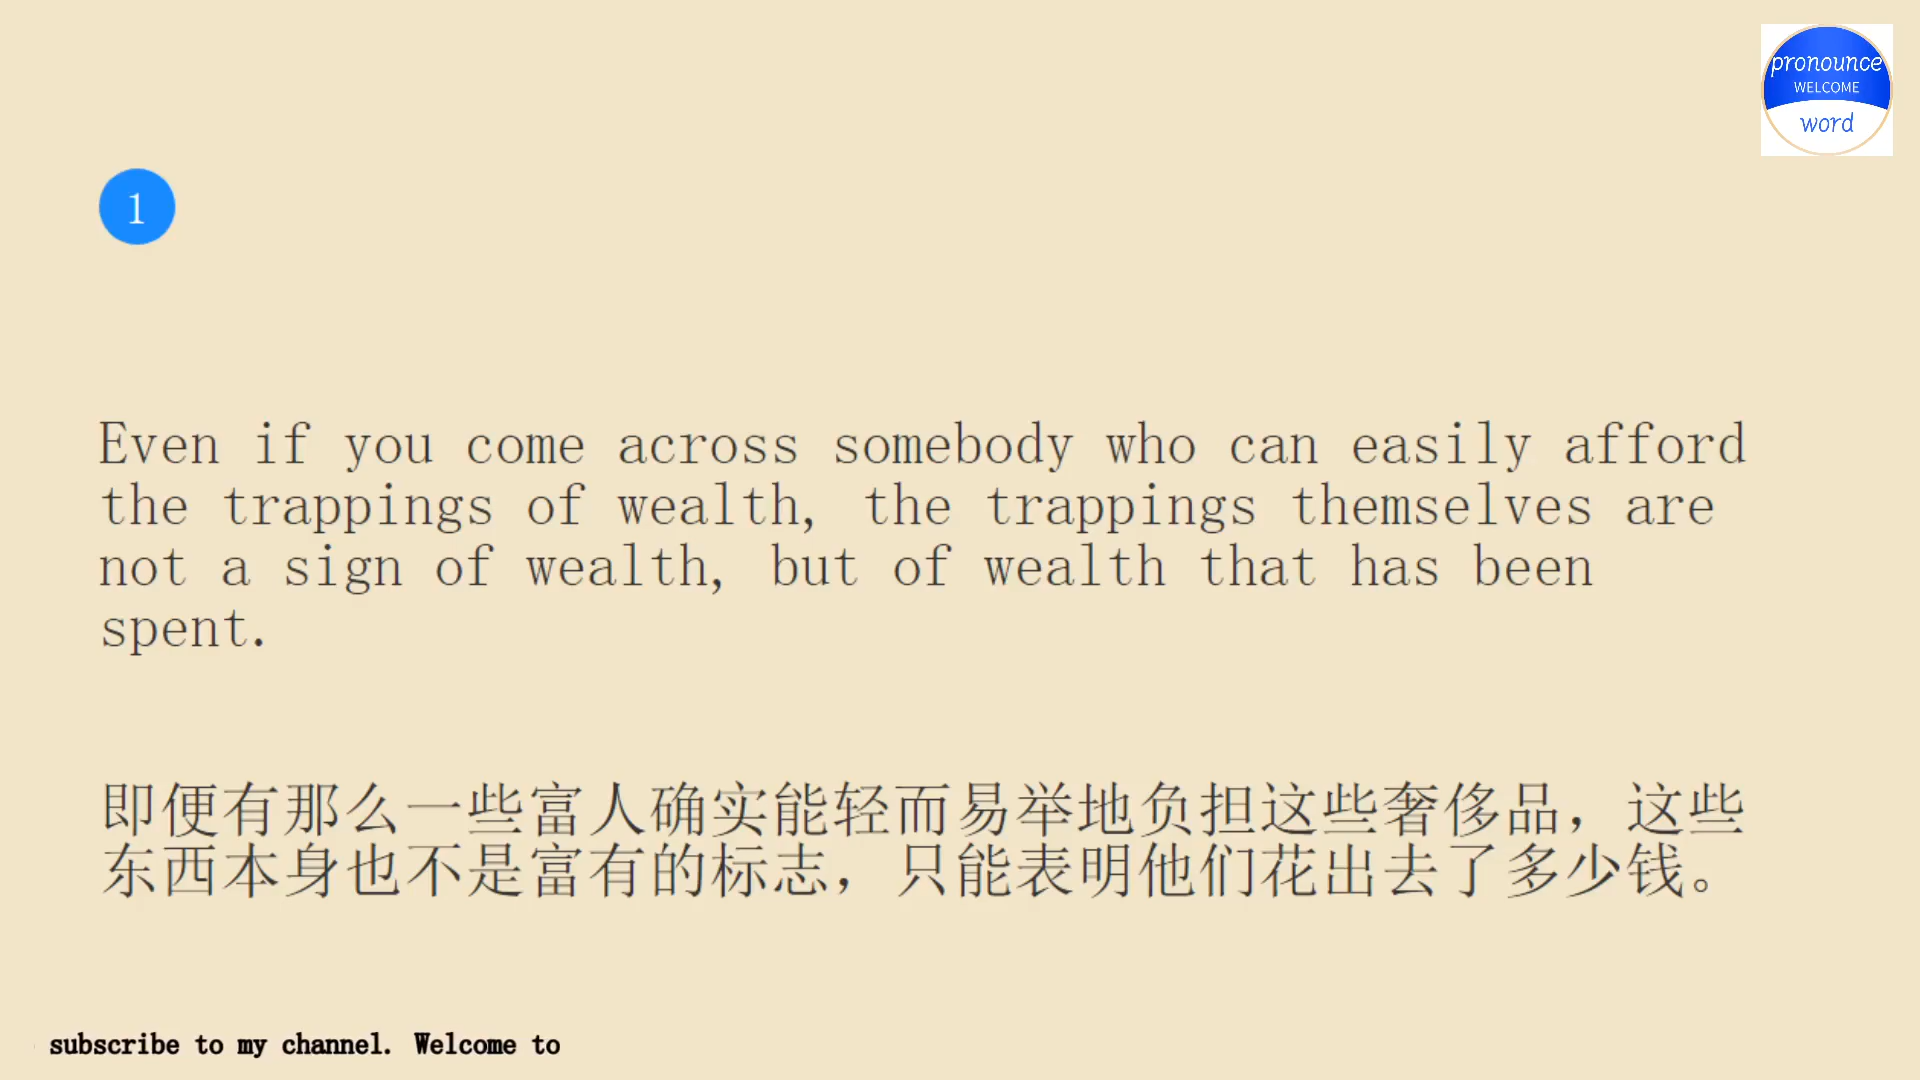 pronounce
WELCOME
word
1
Even if you come across somebody who can easily afford
the trappings of wealth, the trappings themselves are
not a sign of wealth, but of wealth that has been
spent.
即便有那么一些富人确实能轻而易举地负担这些奢侈品，这些
东西本身也不是富有的标志，只能表明他们花出去了多少钱。
subscribe to my channel. Welcome to